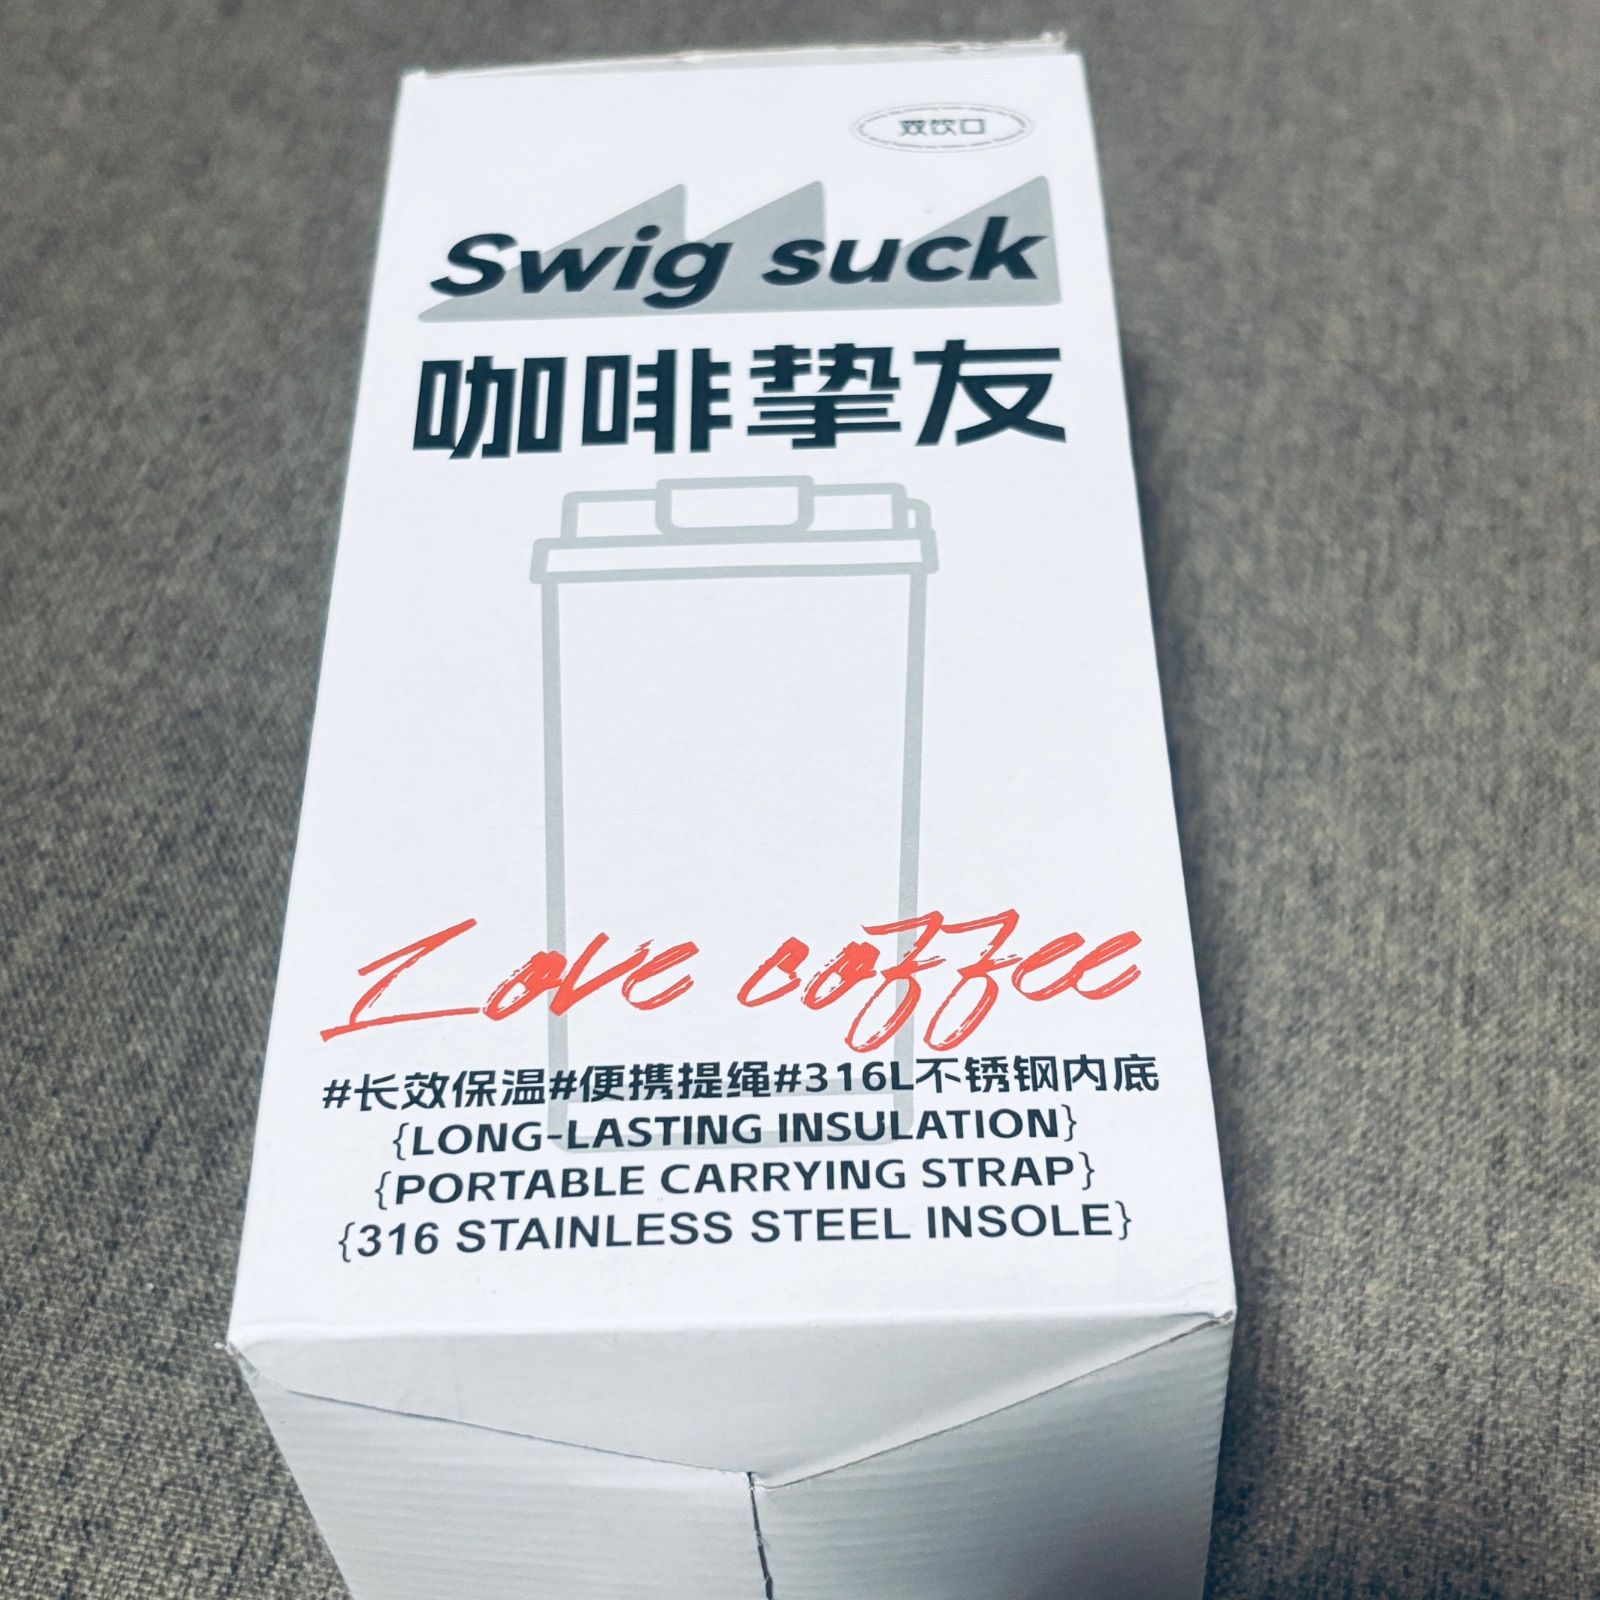 双饮口
Swig suck
咖啡挚友
Love coffee
#长效保温#便携提绳#316L不锈钢内底
{LONG-LASTING INSULATION}
{PORTABLE CARRYING STRAP}
{316 STAINLESS STEEL INSOLE}